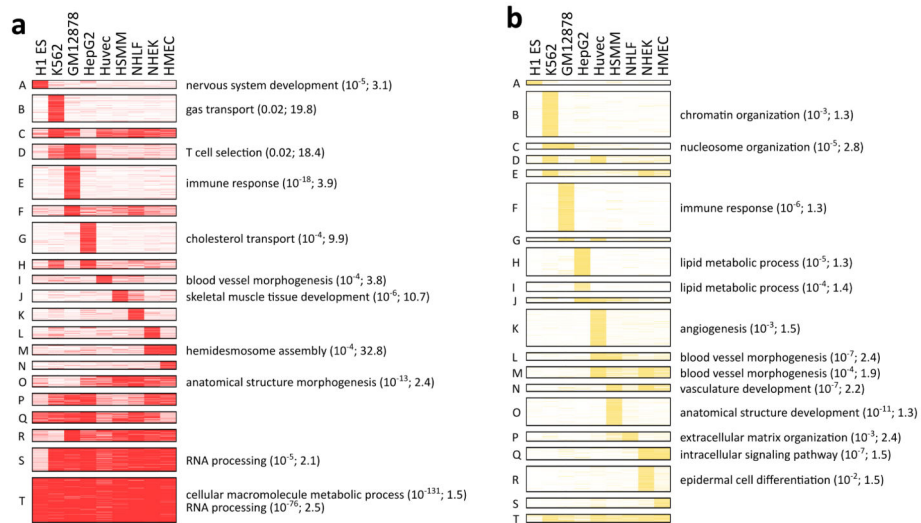 a
H1 ES K562 GM12878 HepG2 Huvec HSMM NHLF NHEK HMEC
A nervous system development (10-5; 3.1)
B gas transport (0.02; 19.8)
C
D T cell selection (0.02; 18.4)
E immune response (10-18; 3.9)
F
G cholesterol transport (10-4; 9.9)
H
I blood vessel morphogenesis (10-4; 3.8)
J skeletal muscle tissue development (10-6; 10.7)
K
L
M hemidesmosome assembly (10-4; 32.8)
N
O anatomical structure morphogenesis (10-13; 2.4)
P
Q
R
S RNA processing (10-5; 2.1)
T cellular macromolecule metabolic process (10-131; 1.5)
RNA processing (10-76; 2.5)
b
H1 ES K562 GM12878 HepG2 Huvec HSMM NHLF NHEK HMEC
A
B chromatin organization (10-3; 1.3)
C nucleosome organization (10-5; 2.8)
D
E
F immune response (10-6; 1.3)
G
H lipid metabolic process (10-5; 1.3)
I lipid metabolic process (10-4; 1.4)
J
K angiogenesis (10-3; 1.5)
L blood vessel morphogenesis (10-7; 2.4)
M blood vessel morphogenesis (10-4; 1.9)
N vasculature development (10-7; 2.2)
O anatomical structure development (10-11; 1.3)
P extracellular matrix organization (10-3; 2.4)
Q intracellular signaling pathway (10-7; 1.5)
R epidermal cell differentiation (10-2; 1.5)
S
T